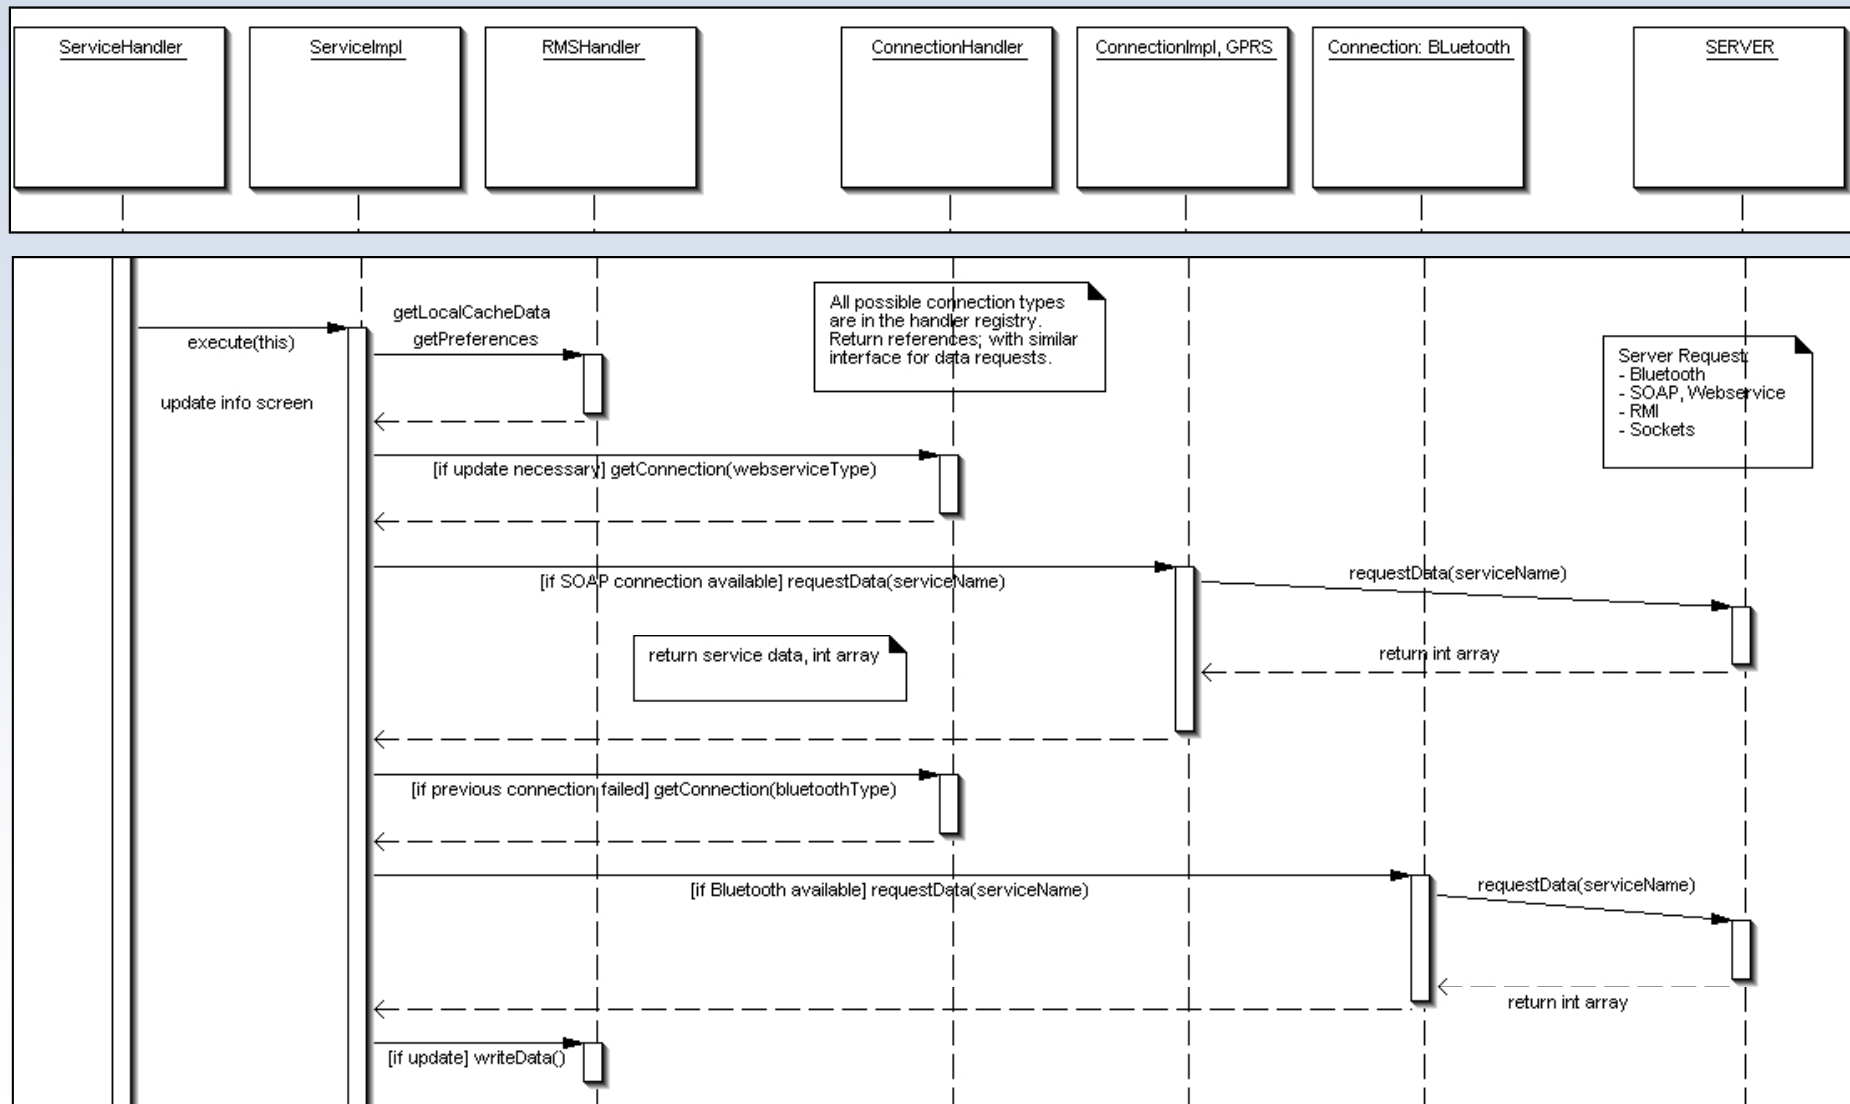 ServiceHandler
ServiceImpl
RMSHandler
ConnectionHandler
ConnectionImpl, GPRS
Connection: BLuetooth
SERVER
getLocalCacheData
getPreferences
execute(this)
update info screen
All possible connection types
are in the handler registry.
Return references; with similar
interface for data requests.
Server Request:
- Bluetooth
- SOAP, Webservice
- RMI
- Sockets
[if update necessary] getConnection(webserviceType)
[if SOAP connection available] requestData(serviceName)
requestData(serviceName)
return service data, int array
return int array
[if previous connection failed] getConnection(bluetoothType)
[if Bluetooth available] requestData(serviceName)
requestData(serviceName)
return int array
[if update] writeData()